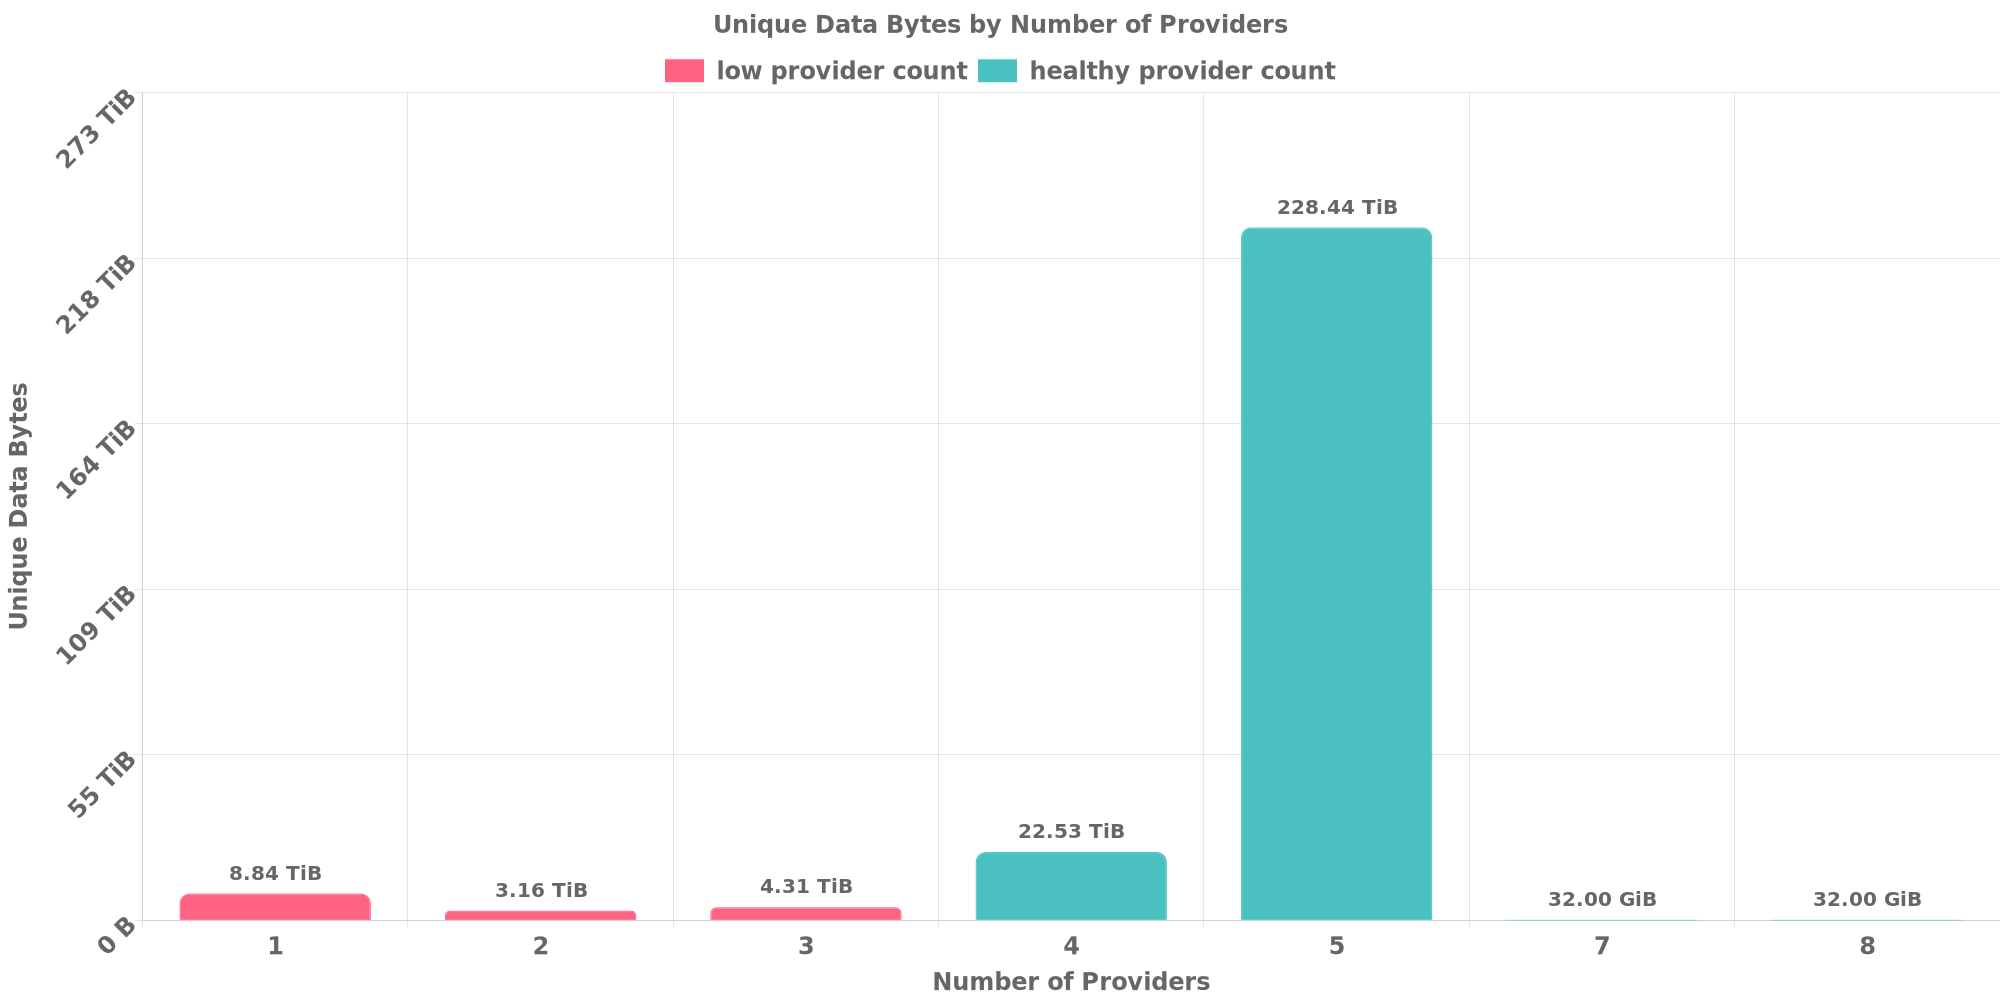 Unique Data Bytes by Number of Providers
low provider count healthy provider count
273 TiB
218 TiB
164 TiB
109 TiB
55 TiB
0 B
Unique Data Bytes
8.84 TiB
3.16 TiB
4.31 TiB
22.53 TiB
228.44 TiB
32.00 GiB
32.00 GiB
1 2 3 4 5 7 8
Number of Providers